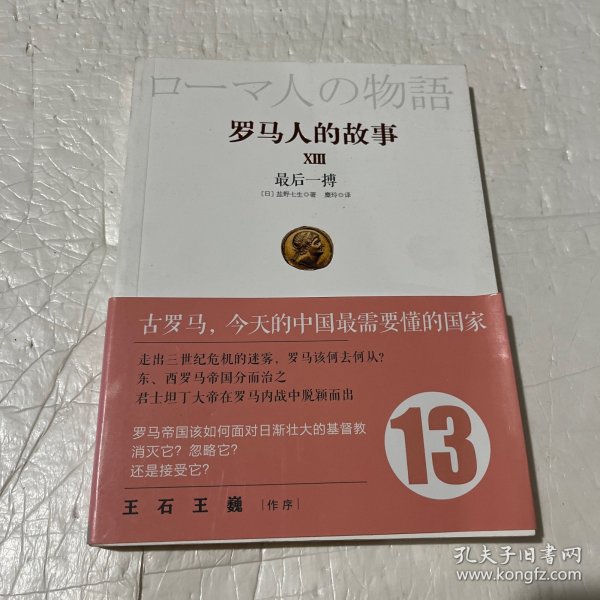 ローマ人の物語
罗马人的故事
XIII
最后一搏
［日］盐野七生◎著 糜玲◎译
古罗马，今天的中国最需要懂的国家
走出三世纪危机的迷雾，罗马该何去何从？
东、西罗马帝国分而治之
君士坦丁大帝在罗马内战中脱颖而出
罗马帝国该如何面对日渐壮大的基督教
消灭它？忽略它？
还是接受它？
13
王石王巍［作序］
孔夫子旧书网
www.kongfz.com